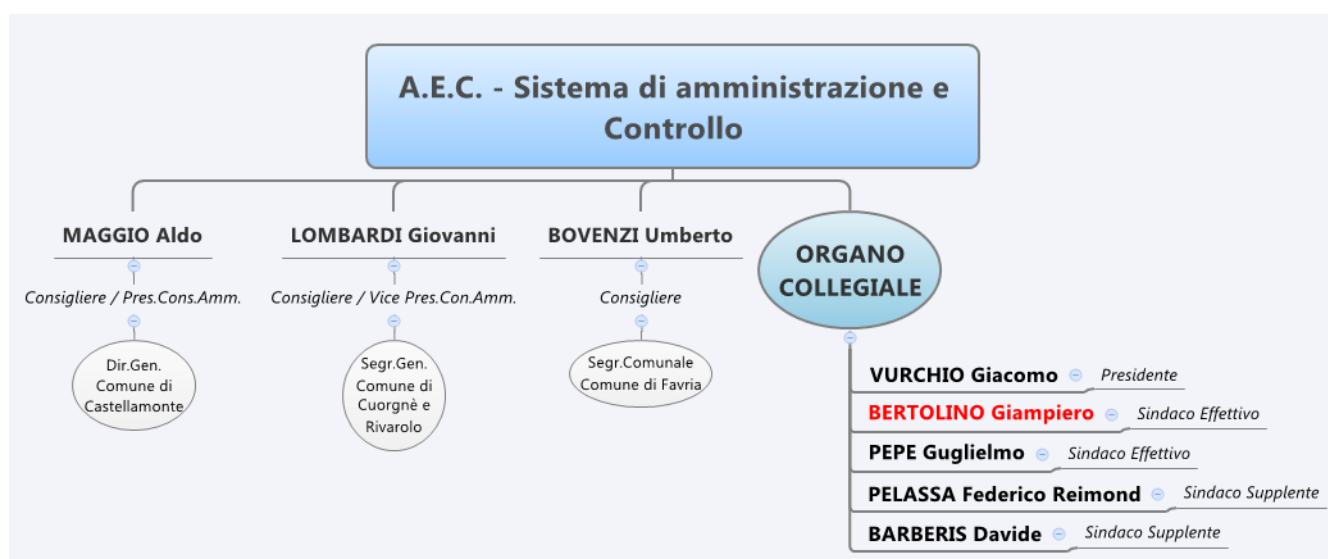 A.E.C. - Sistema di amministrazione e
Controllo
MAGGIO Aldo
Consigliere / Pres.Cons.Amm.
Dir.Gen.
Comune di
Castellamonte
LOMBARDI Giovanni
Consigliere / Vice Pres.Con.Amm.
Segr.Gen.
Comune di
Cuorgnè e
Rivarolo
BOVENZI Umberto
Consigliere
Segr.Comunale
Comune di Favria
ORGANO
COLLEGIALE
VURCHIO Giacomo Presidente
BERTOLINO Giampiero Sindaco Effettivo
PEPE Guglielmo Sindaco Effettivo
PELASSA Federico Reimond Sindaco Supplente
BARBERIS Davide Sindaco Supplente